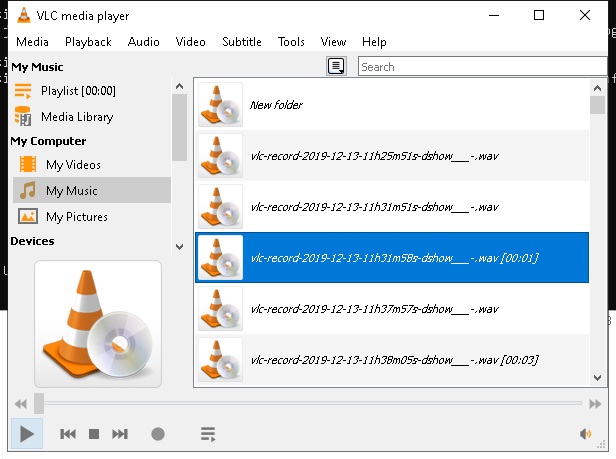 VLC media player
Media Playback Audio Video Subtitle Tools View Help
My Music
Search
Playlist [00:00]
Media Library
My Computer
My Videos
My Music
My Pictures
Devices
New folder
vlc-record-2019-12-13-11h25m51s-dshow___-.wav
vlc-record-2019-12-13-11h31m51s-dshow___-.wav
vlc-record-2019-12-13-11h31m58s-dshow___-.wav [00:01]
vlc-record-2019-12-13-11h37m57s-dshow___-.wav
vlc-record-2019-12-13-11h38m05s-dshow___-.wav [00:03]